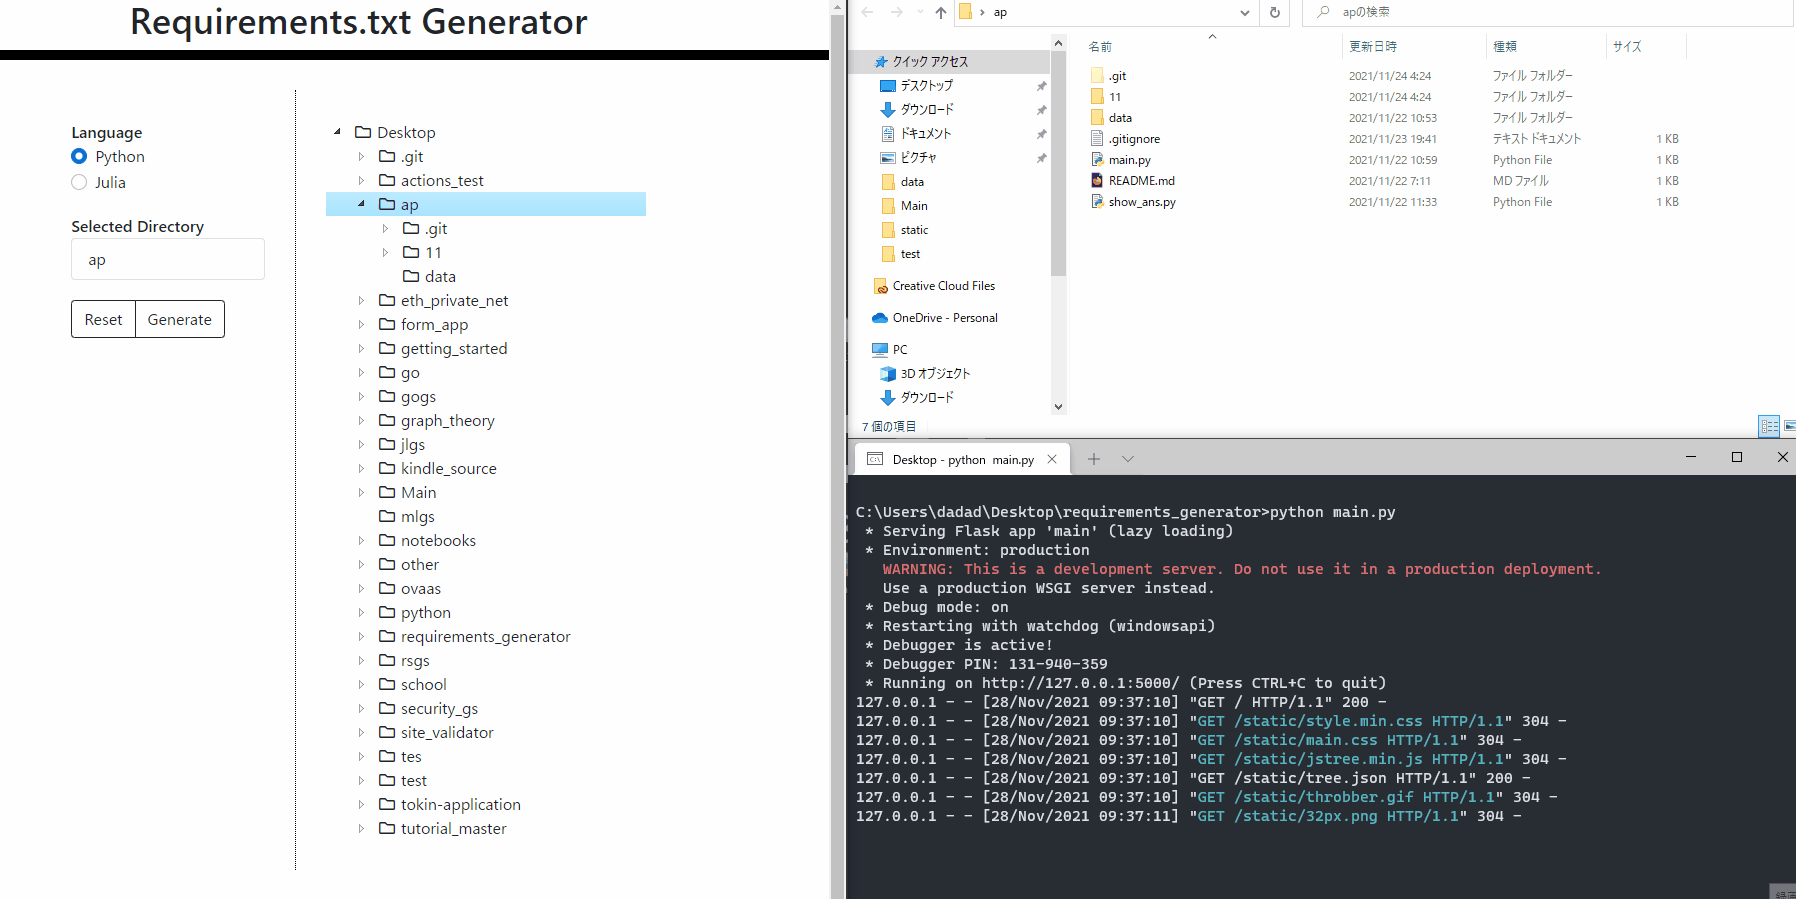 Requirements.txt Generator
Language
Python
Julia
Selected Directory
ap
Reset
Generate
Desktop
.git
actions_test
ap
.git
11
data
eth_private_net
form_app
getting_started
go
gogs
graph_theory
jlgs
kindle_source
Main
mlgs
notebooks
other
ovaas
python
requirements_generator
rsgs
school
security_gs
site_validator
tes
test
tokin-application
tutorial_master
ap
apの検索
クイック アクセス
デスクトップ
ダウンロード
ドキュメント
ピクチャ
data
Main
static
test
Creative Cloud Files
OneDrive - Personal
PC
3D オブジェクト
ダウンロード
名前 更新日時 種類 サイズ
.git 2021/11/24 4:24 ファイル フォルダー
11 2021/11/24 4:24 ファイル フォルダー
data 2021/11/22 10:53 ファイル フォルダー
.gitignore 2021/11/23 19:41 テキスト ドキュメント 1 KB
main.py 2021/11/22 10:59 Python File 1 KB
README.md 2021/11/22 7:11 MD ファイル 1 KB
show_ans.py 2021/11/22 11:33 Python File 1 KB
7 個の項目
Desktop - python main.py
C:\Users\dadad\Desktop\requirements_generator>python main.py
* Serving Flask app 'main' (lazy loading)
* Environment: production
WARNING: This is a development server. Do not use it in a production deployment.
Use a production WSGI server instead.
* Debug mode: on
* Restarting with watchdog (windowsapi)
* Debugger is active!
* Debugger PIN: 131-940-359
* Running on http://127.0.0.1:5000/ (Press CTRL+C to quit)
127.0.0.1 - - [28/Nov/2021 09:37:10] "GET / HTTP/1.1" 200 -
127.0.0.1 - - [28/Nov/2021 09:37:10] "GET /static/style.min.css HTTP/1.1" 304 -
127.0.0.1 - - [28/Nov/2021 09:37:10] "GET /static/main.css HTTP/1.1" 304 -
127.0.0.1 - - [28/Nov/2021 09:37:10] "GET /static/jstree.min.js HTTP/1.1" 304 -
127.0.0.1 - - [28/Nov/2021 09:37:10] "GET /static/tree.json HTTP/1.1" 200 -
127.0.0.1 - - [28/Nov/2021 09:37:10] "GET /static/throbber.gif HTTP/1.1" 304 -
127.0.0.1 - - [28/Nov/2021 09:37:11] "GET /static/32px.png HTTP/1.1" 304 -